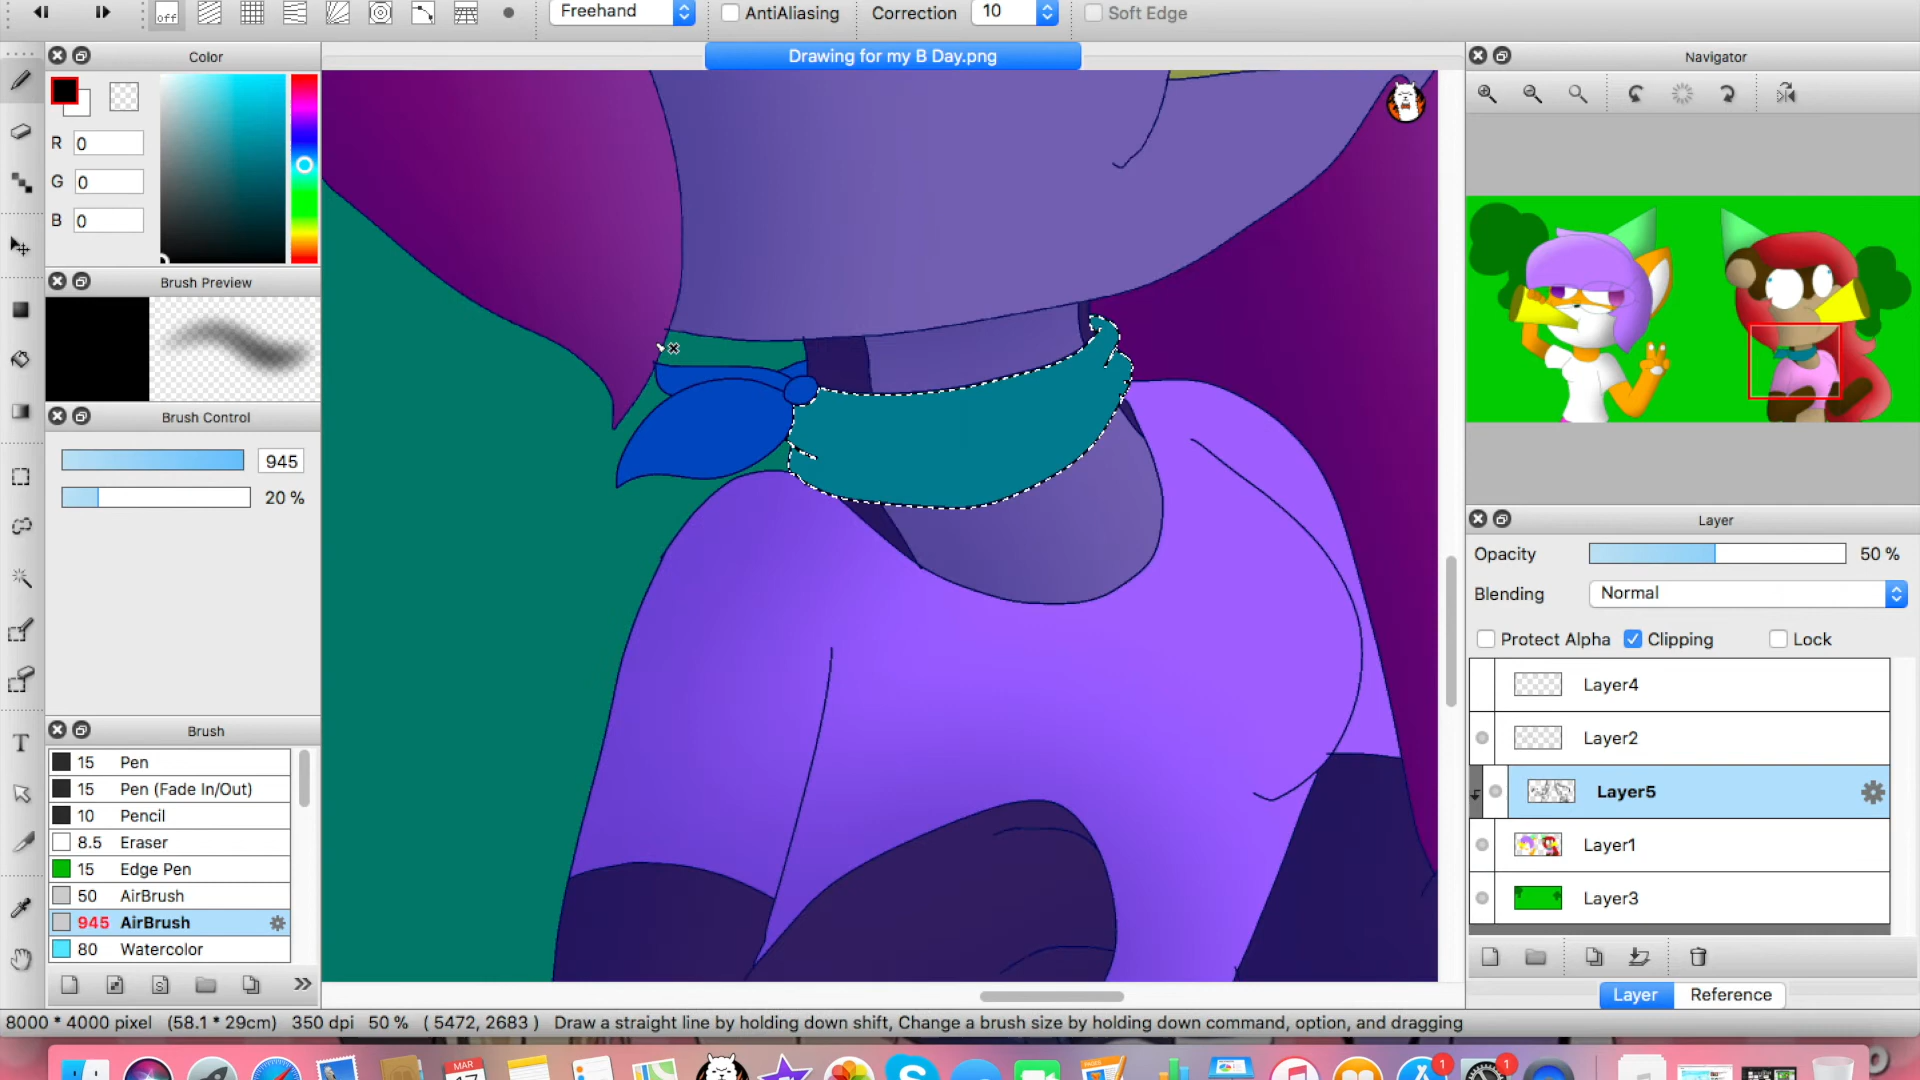 off
Freehand
AntiAliasing
Correction
10
Soft Edge
Color
Drawing for my B Day.png
Navigator
R 0
G 0
B 0
Brush Preview
Brush Control
945
20 %
Layer
Opacity
50 %
Blending
Normal
Protect Alpha
Clipping
Lock
Layer4
Layer2
Layer5
Layer1
Layer3
Brush
15 Pen
15 Pen (Fade In/Out)
10 Pencil
8.5 Eraser
15 Edge Pen
50 AirBrush
945 AirBrush
80 Watercolor
T
S
Layer
Reference
8000 * 4000 pixel (58.1 * 29cm) 350 dpi 50 % ( 5472, 2683 ) Draw a straight line by holding down shift, Change a brush size by holding down command, option, and dragging
MAR
1
1